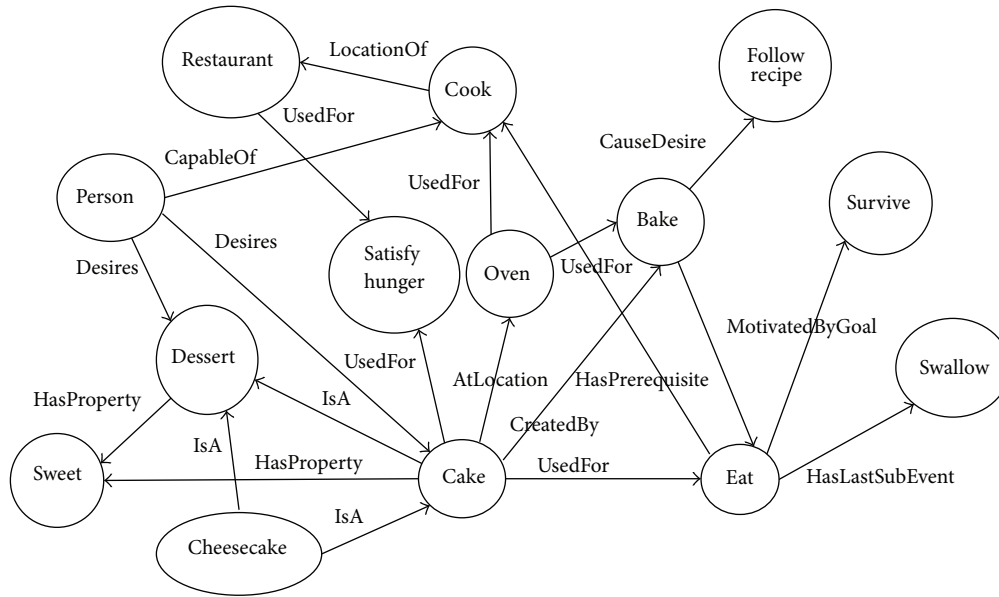 Restaurant
LocationOf
Cook
Follow
recipe
UsedFor
CauseDesire
CapableOf
UsedFor
Person
Bake
Survive
Desires
Satisfy
hunger
Oven
UsedFor
Desires
MotivatedByGoal
Dessert
UsedFor
AtLocation
HasPrerequisite
Swallow
HasProperty
IsA
CreatedBy
IsA
HasProperty
UsedFor
Sweet
Cake
Eat
HasLastSubEvent
IsA
Cheesecake